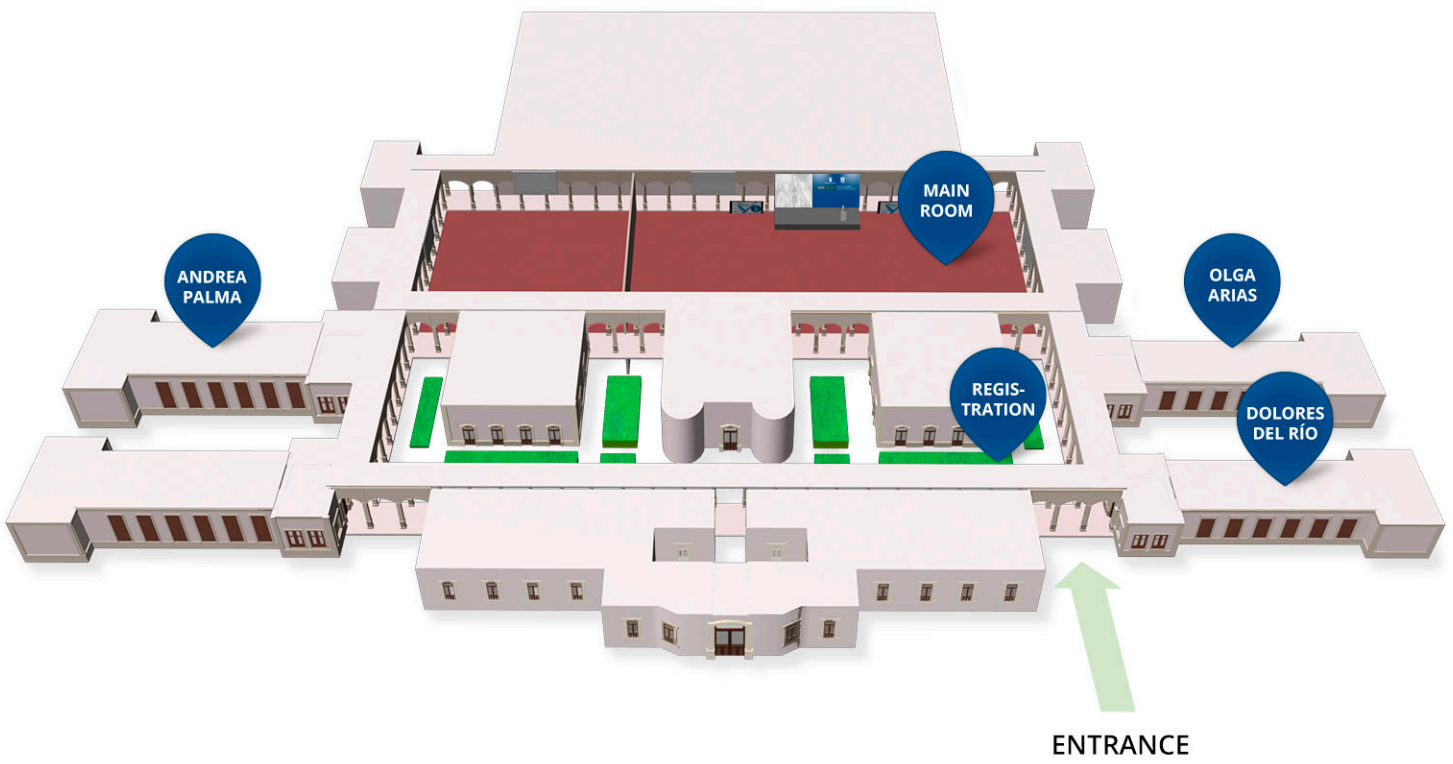 MAIN
ROOM
ANDREA
PALMA
OLGA
ARIAS
REGIS-
TRATION
DOLORES
DEL RÍO
ENTRANCE